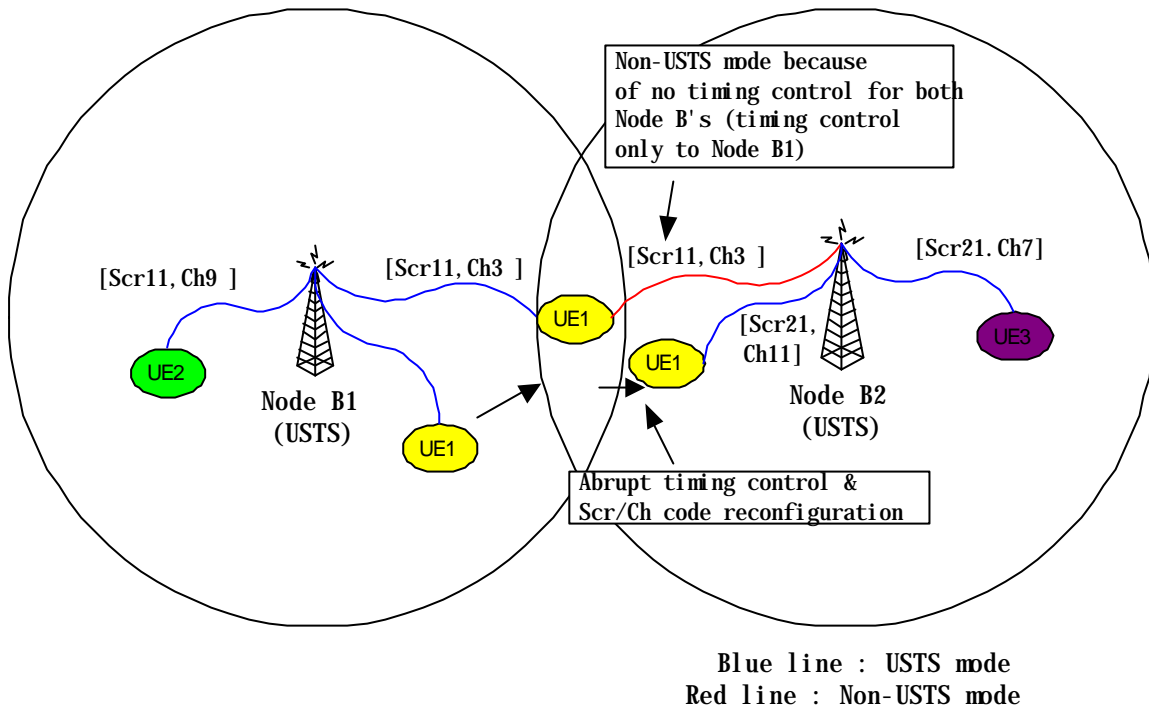 Non-USTS mode because
of no timing control for both
Node B's (timing control
only to Node B1)
[Scr11,Ch9 ]
[Scr11,Ch3 ]
[Scr11,Ch3 ]
[Scr21.Ch7]
[Scr21,
Ch11]
UE1
UE1
UE2
UE3
Node B1
(USTS)
UE1
Node B2
(USTS)
Abrupt timing control &
Scr/Ch code reconfiguration
Blue line : USTS mode
Red line : Non-USTS mode